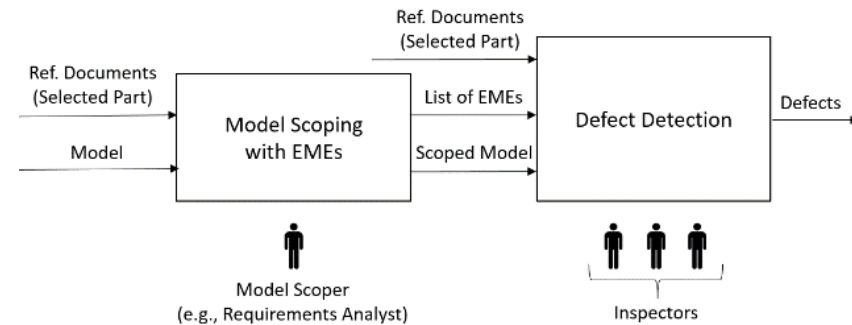 Ref. Documents
(Selected Part)
Ref. Documents
(Selected Part)
Model
Model Scoping
with EMEs
List of EMEs
Scoped Model
Defect Detection
Defects
Model Scoper
(e.g., Requirements Analyst)
Inspectors